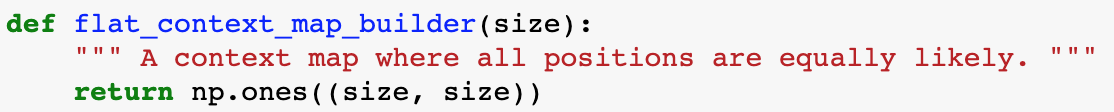 def flat_context_map_builder(size):
    """ A context map where all positions are equally likely. """
    return np.ones((size, size))